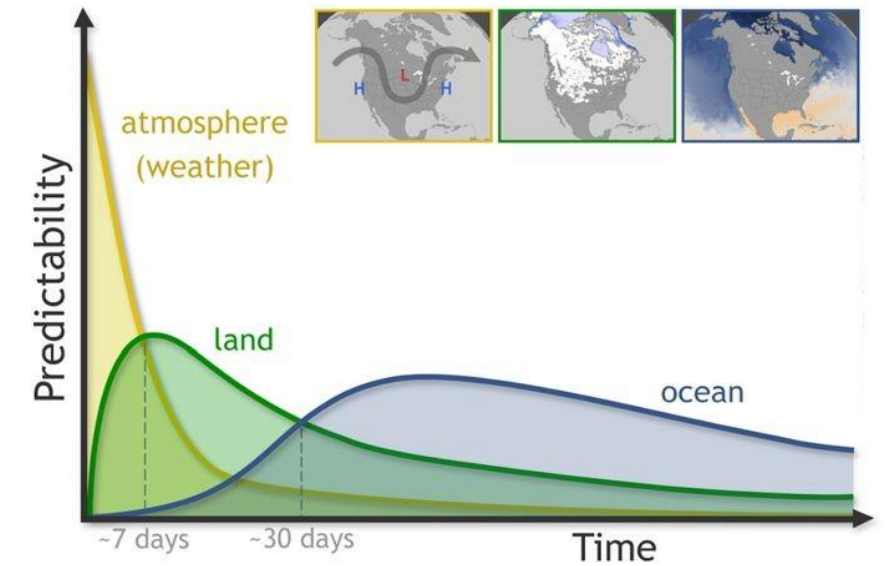 H
L
H
atmosphere
(weather)
Predictability
land
ocean
~7 days
~30 days
Time